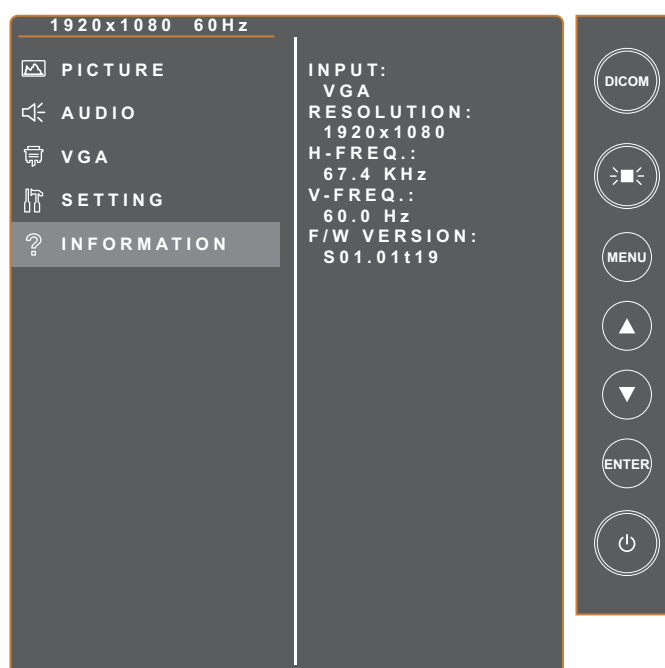 1920x1080 60Hz
PICTURE
AUDIO
VGA
SETTING
INFORMATION
INPUT:
VGA
RESOLUTION:
1920x1080
H-FREQ.:
67.4 KHz
V-FREQ.:
60.0 Hz
F/W VERSION:
S01.01t19
DICOM
MENU
ENTER